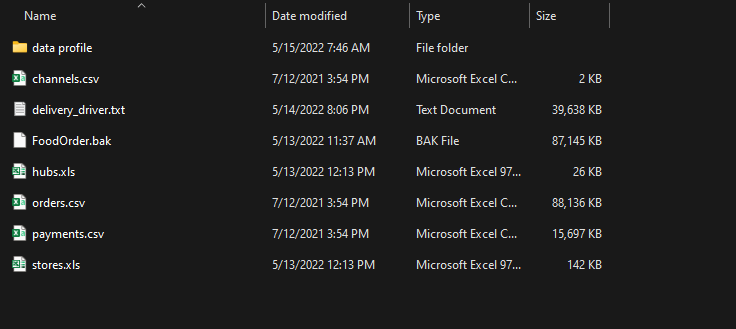 Name Date modified Type Size
data profile 5/15/2022 7:46 AM File folder
channels.csv 7/12/2021 3:54 PM Microsoft Excel C... 2 KB
delivery_driver.txt 5/14/2022 8:06 PM Text Document 39,638 KB
FoodOrder.bak 5/13/2022 11:37 AM BAK File 87,145 KB
hubs.xls 5/13/2022 12:13 PM Microsoft Excel 97... 26 KB
orders.csv 7/12/2021 3:54 PM Microsoft Excel C... 88,136 KB
payments.csv 7/12/2021 3:54 PM Microsoft Excel C... 15,697 KB
stores.xls 5/13/2022 12:13 PM Microsoft Excel 97... 142 KB